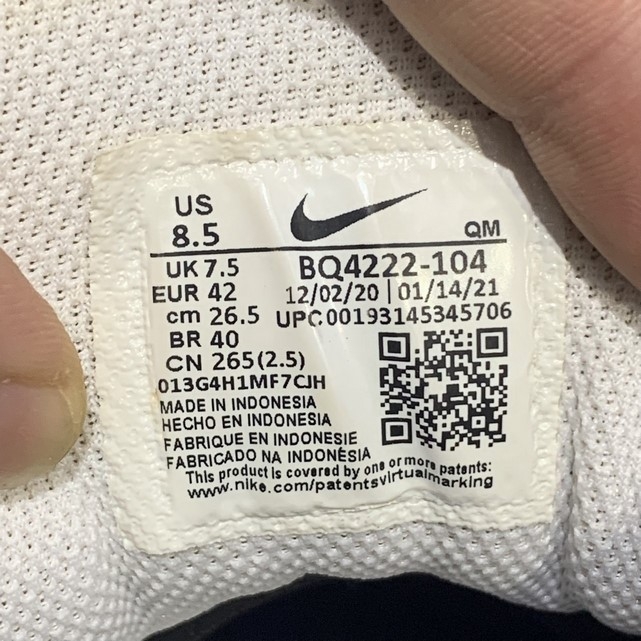 US
8.5
QM
UK 7.5
BQ4222-104
EUR 42
12/02/20 | 01/14/21
cm 26.5
UPC 00193145345706
BR 40
CN 265(2.5)
013G4H1MF7CJH
MADE IN INDONESIA
HECHO EN INDONESIA
FABRIQUE EN INDONESIE
FABRICADO NA INDONÉSIA
This product is covered by one or more patents:
www.nike.com/patentsvirtualmarking